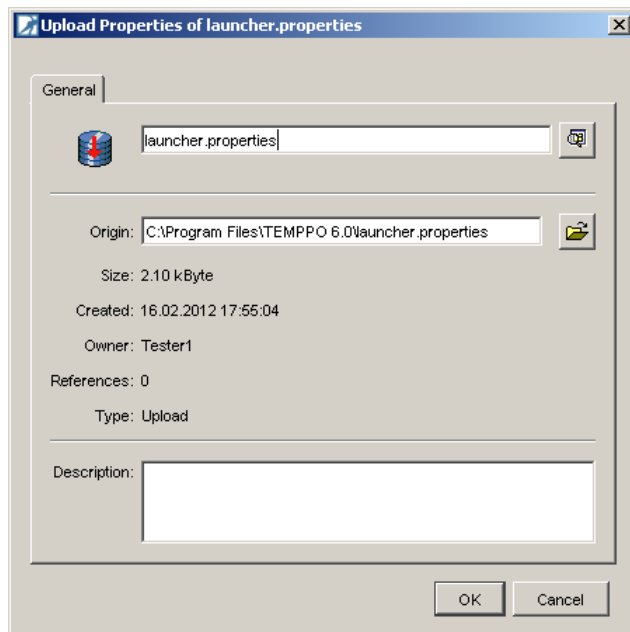 Upload Properties of launcher.properties
General
launcher.properties
Origin: C:\Program Files\TEMPPO 6.0\launcher.properties
Size: 2.10 kByte
Created: 16.02.2012 17:55:04
Owner: Tester1
References: 0
Type: Upload
Description:
OK Cancel